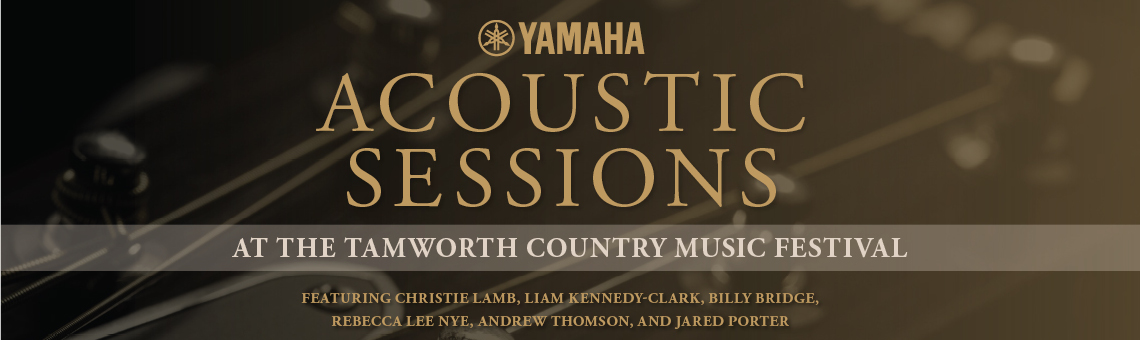 YAMAHA
ACOUSTIC
SESSIONS
AT THE TAMWORTH COUNTRY MUSIC FESTIVAL
FEATURING CHRISTIE LAMB, LIAM KENNEDY-CLARK, BILLY BRIDGE,
REBECCA LEE NYE, ANDREW THOMSON, AND JARED PORTER